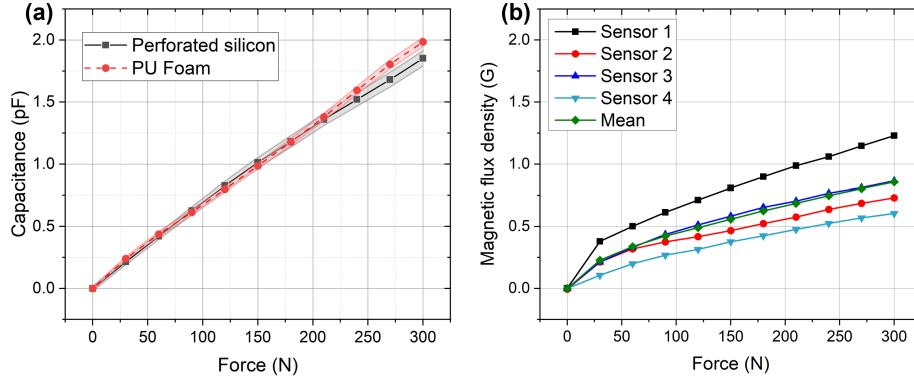 (a)
Perforated silicon
PU Foam
Capacitance (pF)
2.0
1.5
1.0
0.5
0.0
0 50 100 150 200 250 300
Force (N)
(b)
Sensor 1
Sensor 2
Sensor 3
Sensor 4
Mean
Magnetic flux density (G)
2.0
1.5
1.0
0.5
0.0
0 50 100 150 200 250 300
Force (N)